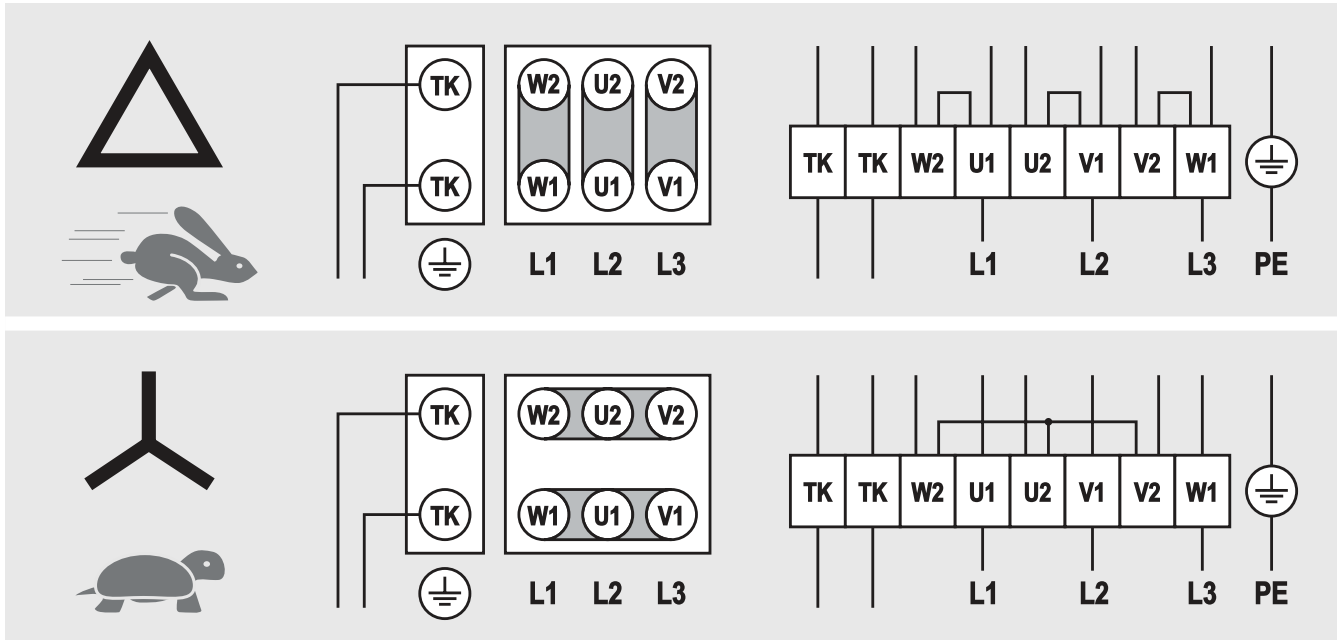 TK W2 U2 V2
TK W1 U1 V1
L1 L2 L3
TK TK W2 U1 U2 V1 V2 W1
L1 L2 L3 PE
TK W2 U2 V2
TK W1 U1 V1
L1 L2 L3
TK TK W2 U1 U2 V1 V2 W1
L1 L2 L3 PE